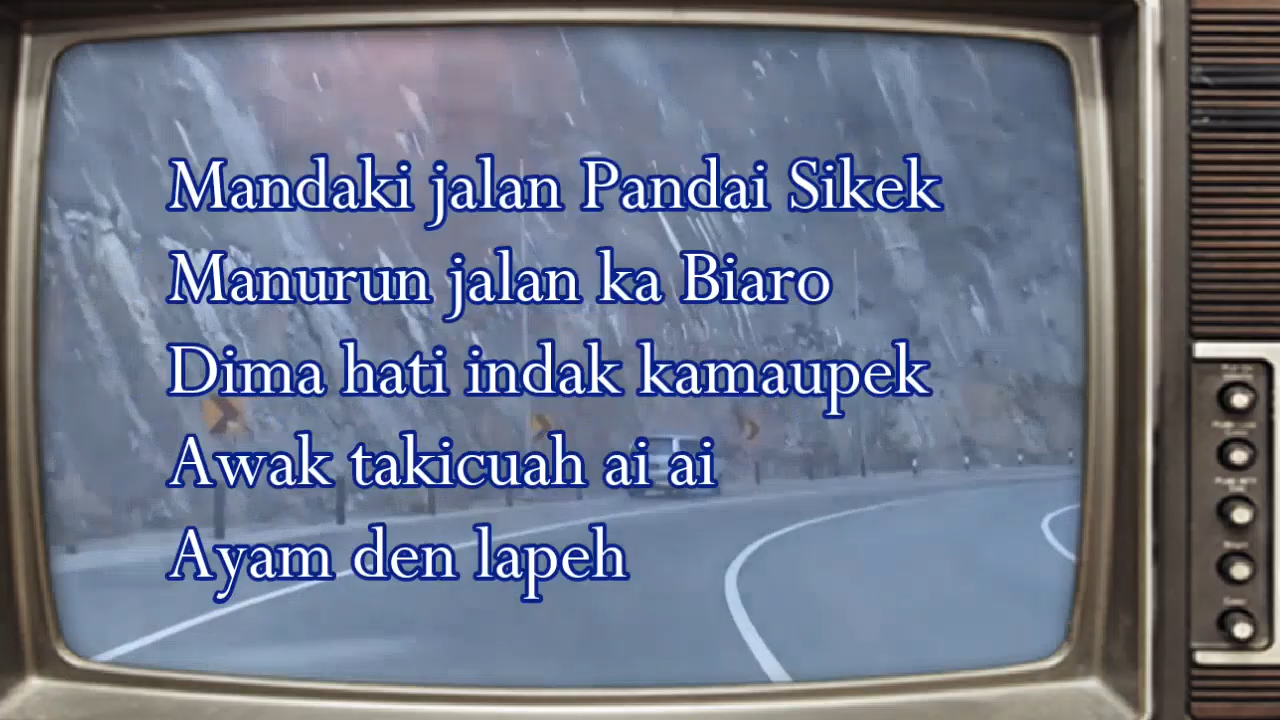 Mandaki jalan Pandai Sikek
Manurun jalan ka Biaro
Dima hati indak kamaupek
Awak takicuah ai ai
Ayam den lapeh